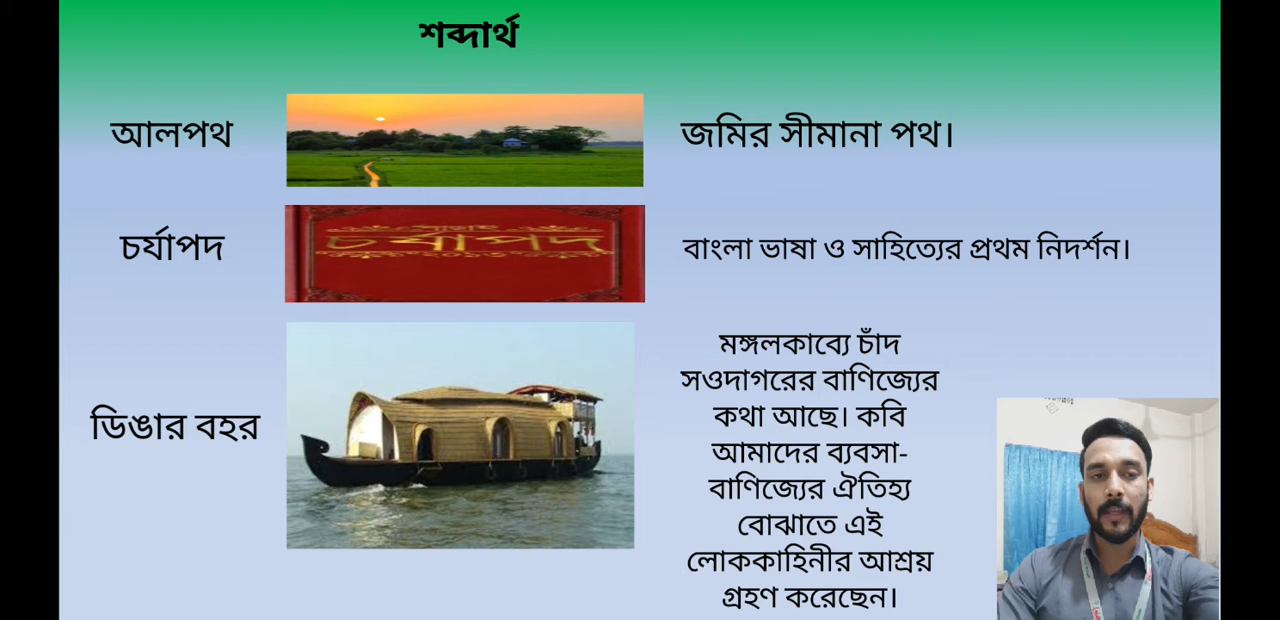 শব্দার্থ
আলপথ
জমির সীমানা পথ।
চর্যাপদ
চর্যাপদ
বাংলা ভাষা ও সাহিত্যের প্রথম নিদর্শন।
ডিঙার বহর
মঙ্গলকাব্যে চাঁদ
সওদাগরের বাণিজ্যের
কথা আছে। কবি
আমাদের ব্যবসা-
বাণিজ্যের ঐতিহ্য
বোঝাতে এই
লোককাহিনীর আশ্রয়
গ্রহণ করেছেন।